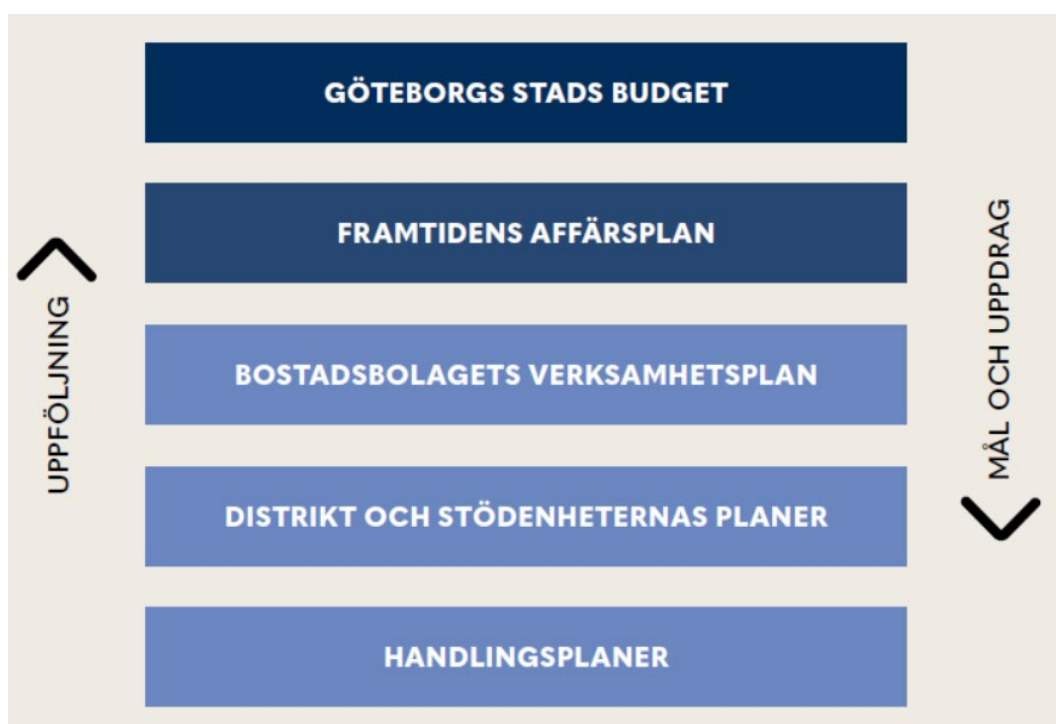 GÖTEBORGS STADS BUDGET
FRAMTIDENS AFFÄRSPLAN
BOSTADSBOLAGETS VERKSAMHETSPLAN
DISTRIKT OCH STÖDENHETERNAS PLANER
HANDLINGSPLANER
UPPFÖLJNING
MÅL OCH UPPDRAG